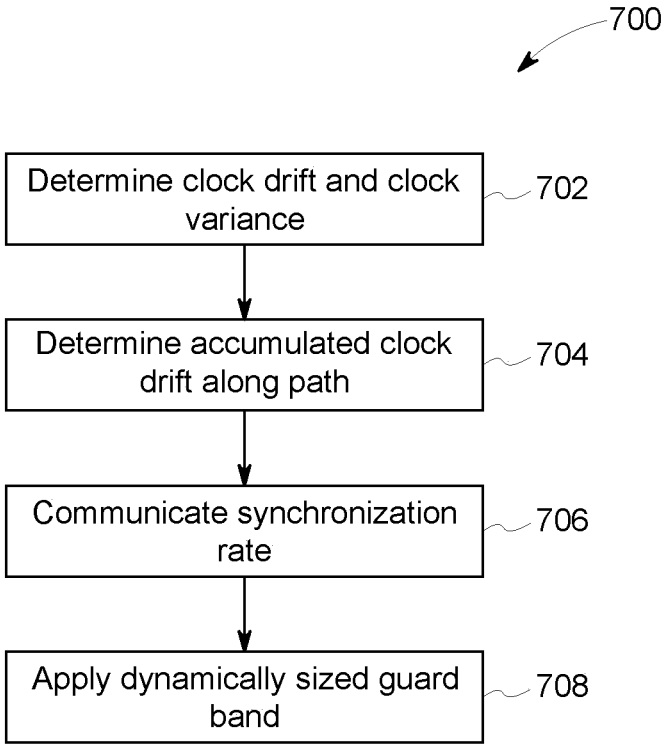 700
Determine clock drift and clock
variance
702
Determine accumulated clock
drift along path
704
Communicate synchronization
rate
706
Apply dynamically sized guard
band
708